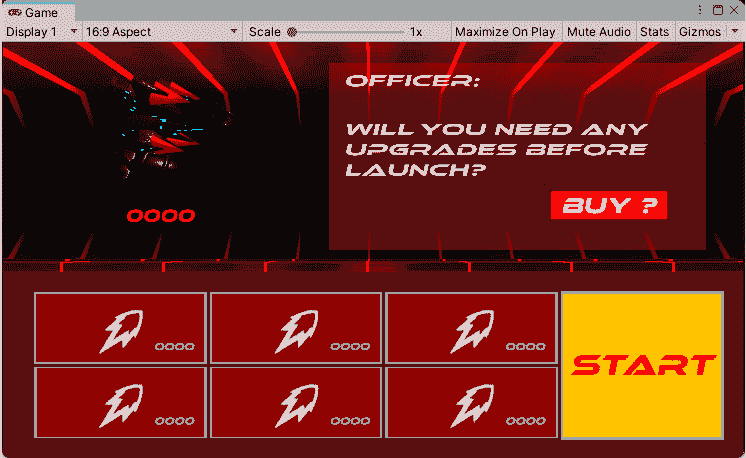 Game
Display 1 16:9 Aspect Scale 1x Maximize On Play Mute Audio Stats Gizmos
OFFICER:
WILL YOU NEED ANY
UPGRADES BEFORE
LAUNCH?
BUY ?
0000
0000 0000 0000
START
0000 0000 0000